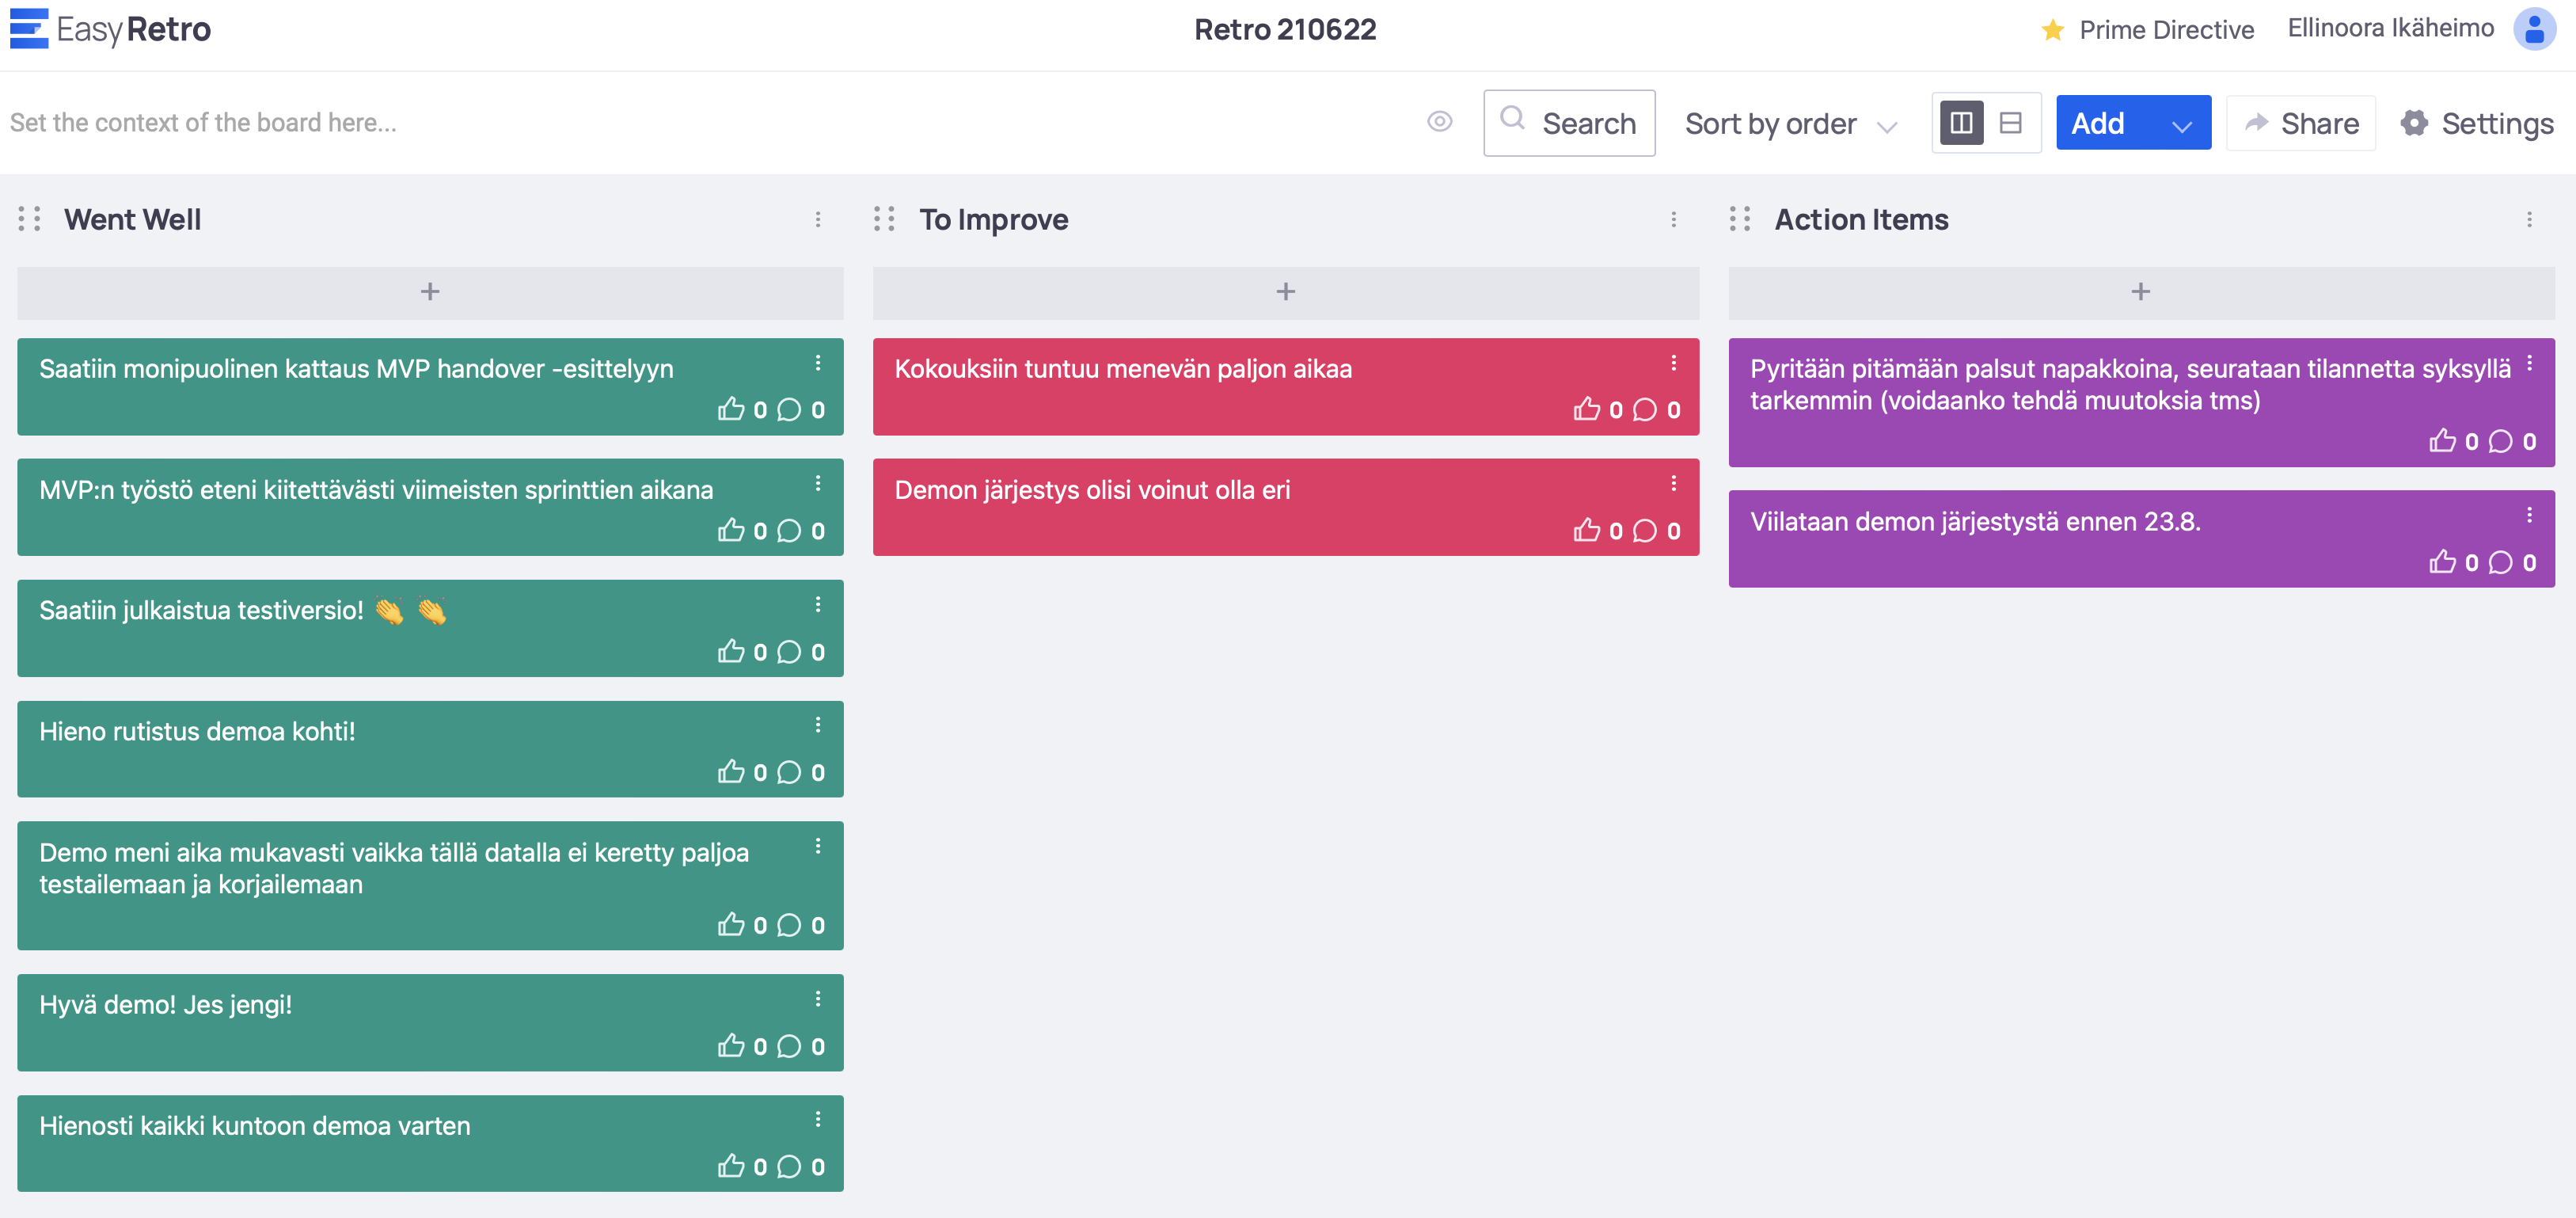 EasyRetro
Retro 210622
Prime Directive
Ellinoora Ikäheimo
Set the context of the board here...
Search
Sort by order
Add
Share
Settings
Went Well
+
Saatiin monipuolinen kattaus MVP handover -esittelyyn
0 0
MVP:n työstö eteni kiitettävästi viimeisten sprinttien aikana
0 0
Saatiin julkaistua testiversio! 👏 👏
0 0
Hieno rutistus demoa kohti!
0 0
Demo meni aika mukavasti vaikka tällä datalla ei keretty paljoa
testailemaan ja korjailemaan
0 0
Hyvä demo! Jes jengi!
0 0
Hienosti kaikki kuntoon demoa varten
0 0
To Improve
+
Kokouksiin tuntuu menevän paljon aikaa
0 0
Demon järjestys olisi voinut olla eri
0 0
Action Items
+
Pyritään pitämään palsut napakkoina, seurataan tilannetta syksyllä
tarkemmin (voidaanko tehdä muutoksia tms)
0 0
Viilataan demon järjestystä ennen 23.8.
0 0